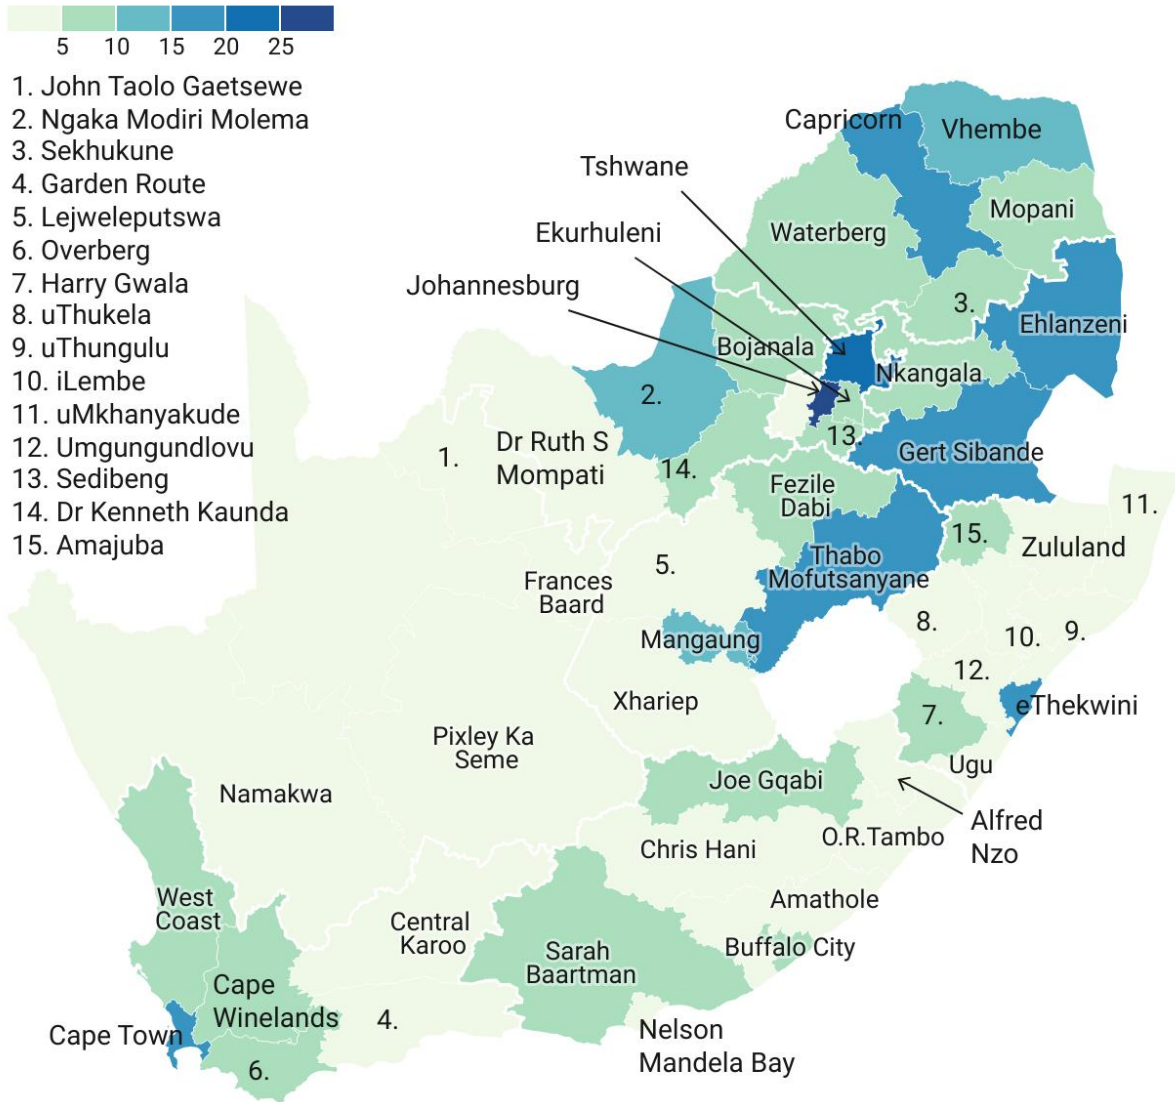 5 10 15 20 25
1. John Taolo Gaetsewe
2. Ngaka Modiri Molema
3. Sekhukune
4. Garden Route
5. Lejweleputswa
6. Overberg
7. Harry Gwala
8. uThukela
9. uThungulu
10. iLembe
11. uMkhanyakude
12. Umgungundlovu
13. Sedibeng
14. Dr Kenneth Kaunda
15. Amajuba
Capricorn
Vhembe
Tshwane
Mopani
Ekurhuleni
Waterberg
Johannesburg
3.
Ehlanzeni
Bojanala
Nkangala
2.
13.
Gert Sibande
1.
Dr Ruth S
Mompati
14.
Fezile
Dabi
11.
15.
Zululand
5.
Thabo
Mofutsanyane
Frances
Baard
8.
10.
9.
Mangaung
12.
Xhariep
7.
eThekwini
Pixley Ka
Seme
Ugu
Joe Gqabi
Namakwa
Alfred
Nzo
O.R.Tambo
Chris Hani
West
Coast
Amathole
Central
Karoo
Buffalo City
Sarah
Baartman
Cape
Winelands
4.
Cape Town
Nelson
Mandela Bay
6.